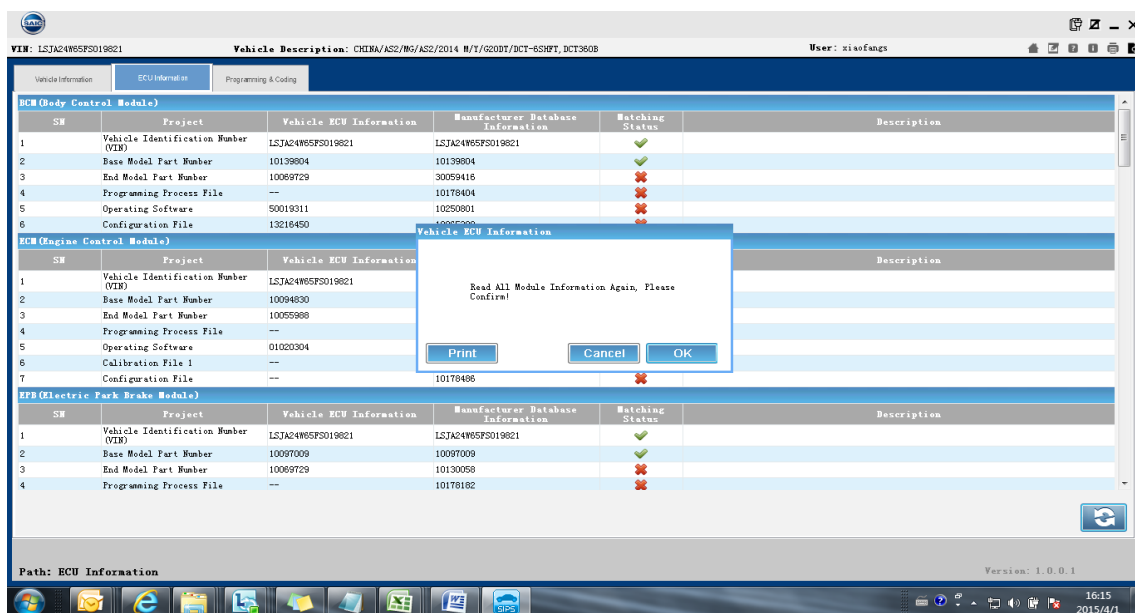 SAIC
VIN: LSJA24W65FS019821 Vehicle Description: CHINA/AS2/MG/AS2/2014 M/Y/G20DT/DCT-6SHFT,DCT360B User: xiaofangs
Vehicle Information ECU Information Programming & Coding
BCM(Body Control Module)
SN Project Vehicle ECU Information Manufacturer Database Information Matching Status Description
1 Vehicle Identification Number (VIN) LSJA24W65FS019821 LSJA24W65FS019821
2 Base Model Part Number 10139804 10139804
3 End Model Part Number 10069729 30059416
4 Programming Process File -- 10178404
5 Operating Software 50019311 10250801
6 Configuration File 13216450
ECM(Engine Control Module)
SN Project Vehicle ECU Information Description
1 Vehicle Identification Number (VIN) LSJA24W65FS019821
2 Base Model Part Number 10094830
3 End Model Part Number 10055988
4 Programming Process File --
5 Operating Software 01020304
6 Calibration File 1 --
7 Configuration File -- 10178486
Vehicle ECU Information
Read All Module Information Again, Please
Confirm!
Print Cancel OK
EPB(Electric Park Brake Module)
SN Project Vehicle ECU Information Manufacturer Database Information Matching Status Description
1 Vehicle Identification Number (VIN) LSJA24W65FS019821 LSJA24W65FS019821
2 Base Model Part Number 10097009 10097009
3 End Model Part Number 10069729 10130058
4 Programming Process File -- 10178182
Path: ECU Information Version: 1.0.0.1
SIPS
16:15
2015/4/1